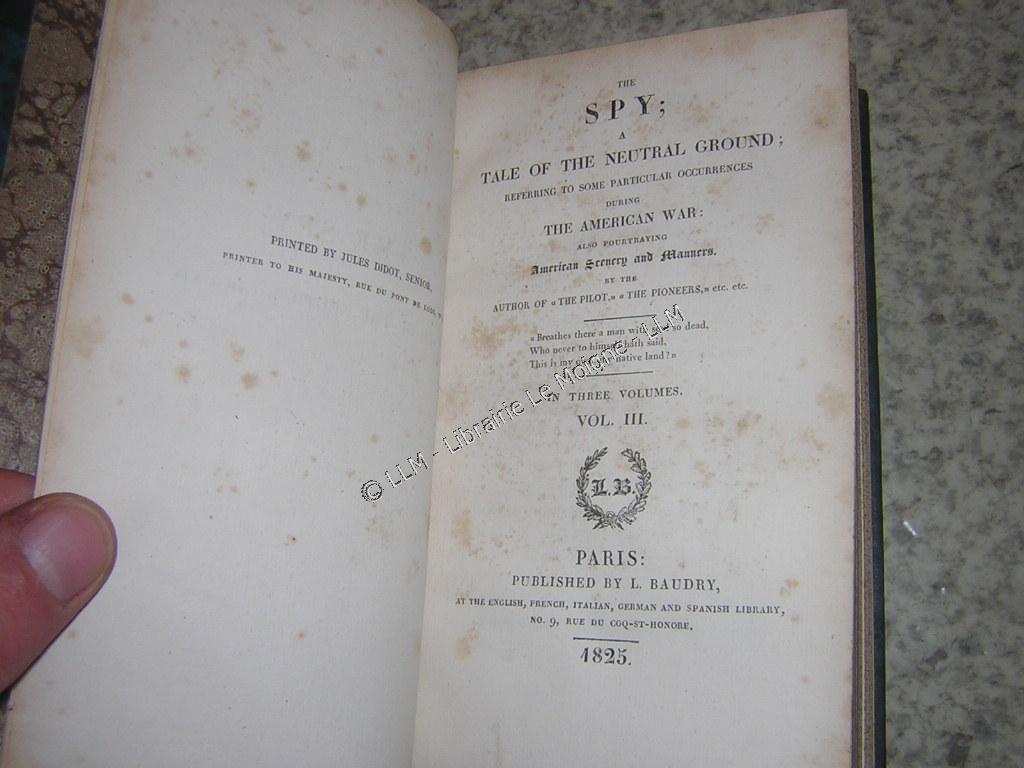 PRINTED BY JULES DIDOT, SENIOR,
PRINTER TO HIS MAJESTY, RUE DU PONT DE LODI,
THE
SPY;
A
TALE OF THE NEUTRAL GROUND;
REFERRING TO SOME PARTICULAR OCCURRENCES
DURING
THE AMERICAN WAR:
ALSO POURTRAYING
American Scenery and Manners.
BY THE
AUTHOR OF «THE PILOT,» «THE PIONEERS,» etc. etc.
«Breathes there a man with soul so dead,
Who never to himself hath said,
This is my own, my native land?»
IN THREE VOLUMES.
VOL. III.
L.B.
PARIS:
PUBLISHED BY L. BAUDRY,
AT THE ENGLISH, FRENCH, ITALIAN, GERMAN AND SPANISH LIBRARY,
NO. 9, RUE DU COQ-ST-HONORE.
1825.
© LLM - Librairie Le Moigne - LLM